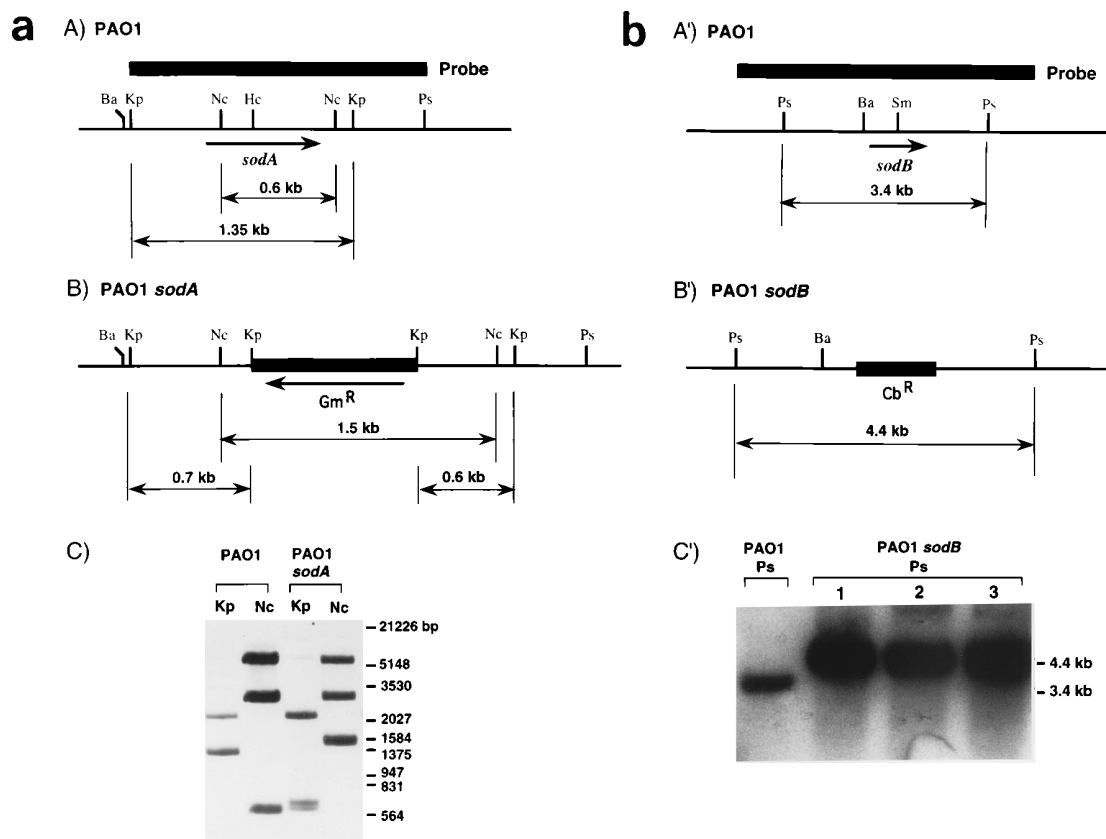 a
A) PAO1
Probe
Ba Kp Nc Hc Nc Kp Ps
sodA
0.6 kb
1.35 kb
B) PAO1 sodA
Ba Kp Nc Kp Kp Nc Kp Ps
Gm R
1.5 kb
0.7 kb 0.6 kb
C)
PAO1 PAO1 sodA
Kp Nc Kp Nc
21226 bp
5148
3530
2027
1584
1375
947
831
564
b
A') PAO1
Probe
Ps Ba Sm Ps
sodB
3.4 kb
B') PAO1 sodB
Ps Ba Ps
Cb R
4.4 kb
C')
PAO1 PAO1 sodB
Ps Ps
1 2 3
4.4 kb
3.4 kb